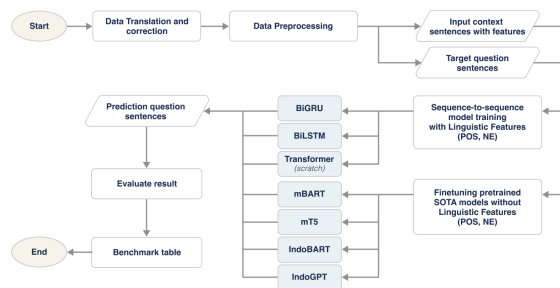 Start
Data Translation and
correction
Data Preprocessing
Input context
sentences with features
Target question
sentences
Prediction question
sentences
BiGRU
BiLSTM
Transformer
(scratch)
Sequence-to-sequence
model training
with Linguistic Features
(POS, NE)
Evaluate result
mBART
mT5
IndoBART
IndoGPT
Finetuning pretrained
SOTA models without
Linguistic Features
(POS, NE)
End
Benchmark table